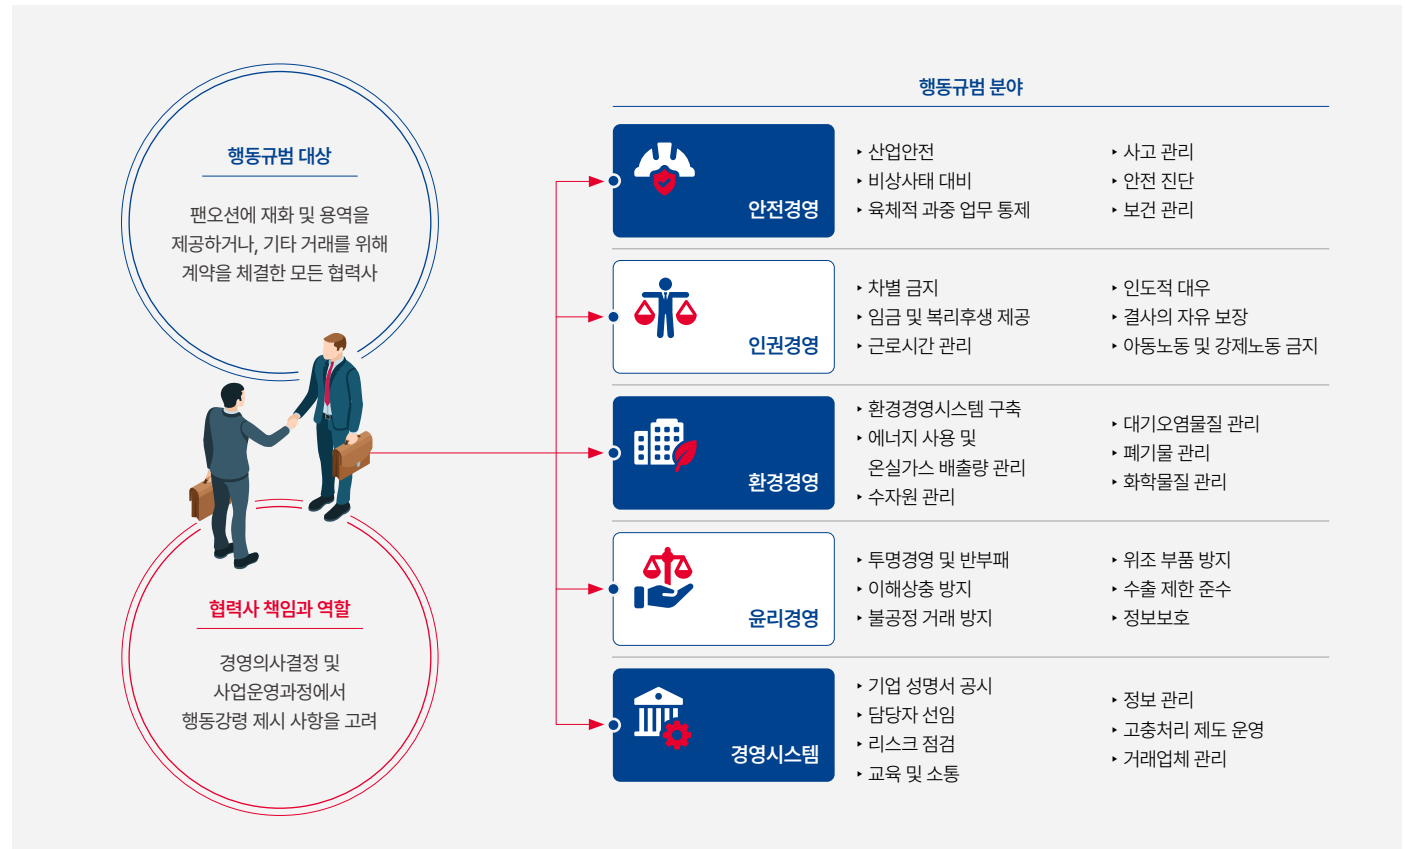 행동규범 대상
팬오션에 재화 및 용역을
제공하거나, 기타 거래를 위해
계약을 체결한 모든 협력사
협력사 책임과 역할
경영의사결정 및
사업운영과정에서
행동강령 제시 사항을 고려
행동규범 분야
안전경영
‣ 산업안전
‣ 비상사태 대비
‣ 육체적 과중 업무 통제
‣ 사고 관리
‣ 안전 진단
‣ 보건 관리
인권경영
‣ 차별 금지
‣ 임금 및 복리후생 제공
‣ 근로시간 관리
‣ 인도적 대우
‣ 결사의 자유 보장
‣ 아동노동 및 강제노동 금지
환경경영
‣ 환경경영시스템 구축
‣ 에너지 사용 및
온실가스 배출량 관리
‣ 수자원 관리
‣ 대기오염물질 관리
‣ 폐기물 관리
‣ 화학물질 관리
윤리경영
‣ 투명경영 및 반부패
‣ 이해상충 방지
‣ 불공정 거래 방지
‣ 위조 부품 방지
‣ 수출 제한 준수
‣ 정보보호
경영시스템
‣ 기업 성명서 공시
‣ 담당자 선임
‣ 리스크 점검
‣ 교육 및 소통
‣ 정보 관리
‣ 고충처리 제도 운영
‣ 거래업체 관리